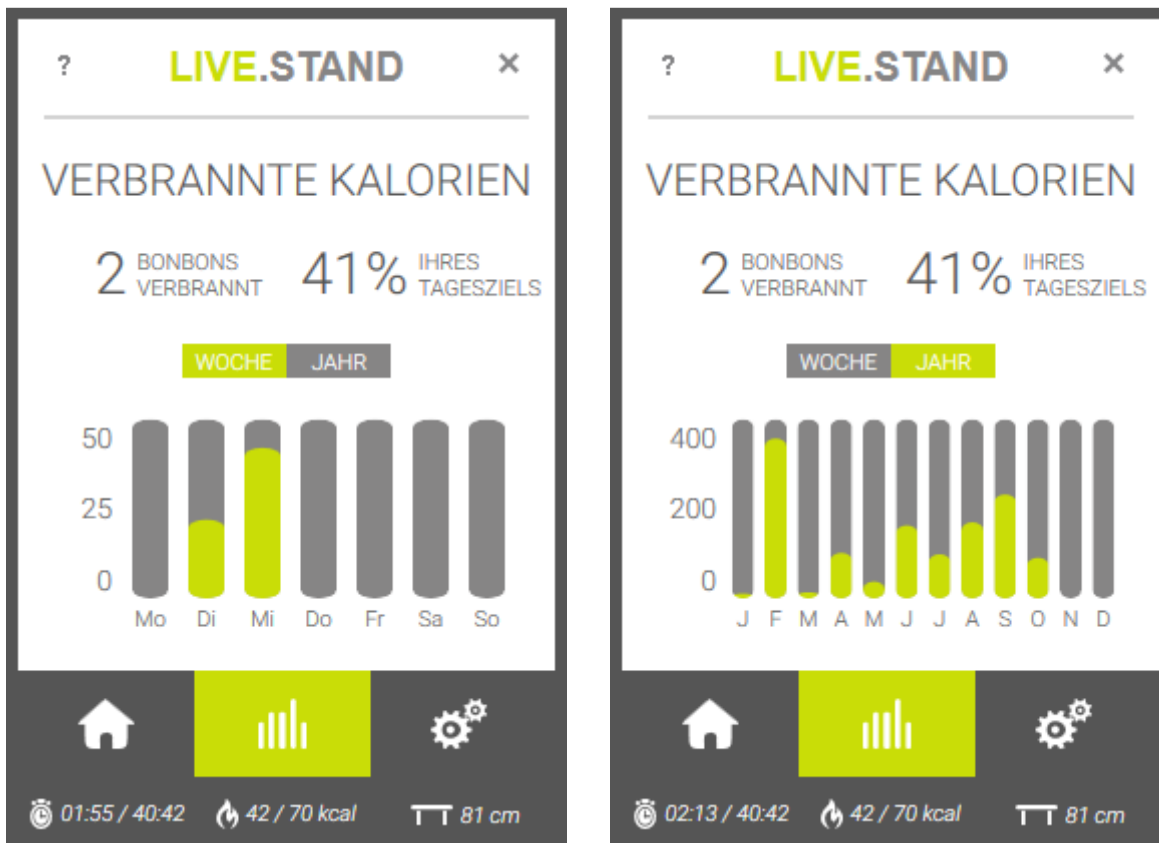 ? LIVE.STAND ×
VERBRANNTE KALORIEN
2 BONBONS VERBRANNT 41% IHRES TAGESZIELS
WOCHE JAHR
50
25
0
Mo Di Mi Do Fr Sa So
01:55 / 40:42 42 / 70 kcal 81 cm
? LIVE.STAND ×
VERBRANNTE KALORIEN
2 BONBONS VERBRANNT 41% IHRES TAGESZIELS
WOCHE JAHR
400
200
0
J F M A M J J A S O N D
02:13 / 40:42 42 / 70 kcal 81 cm